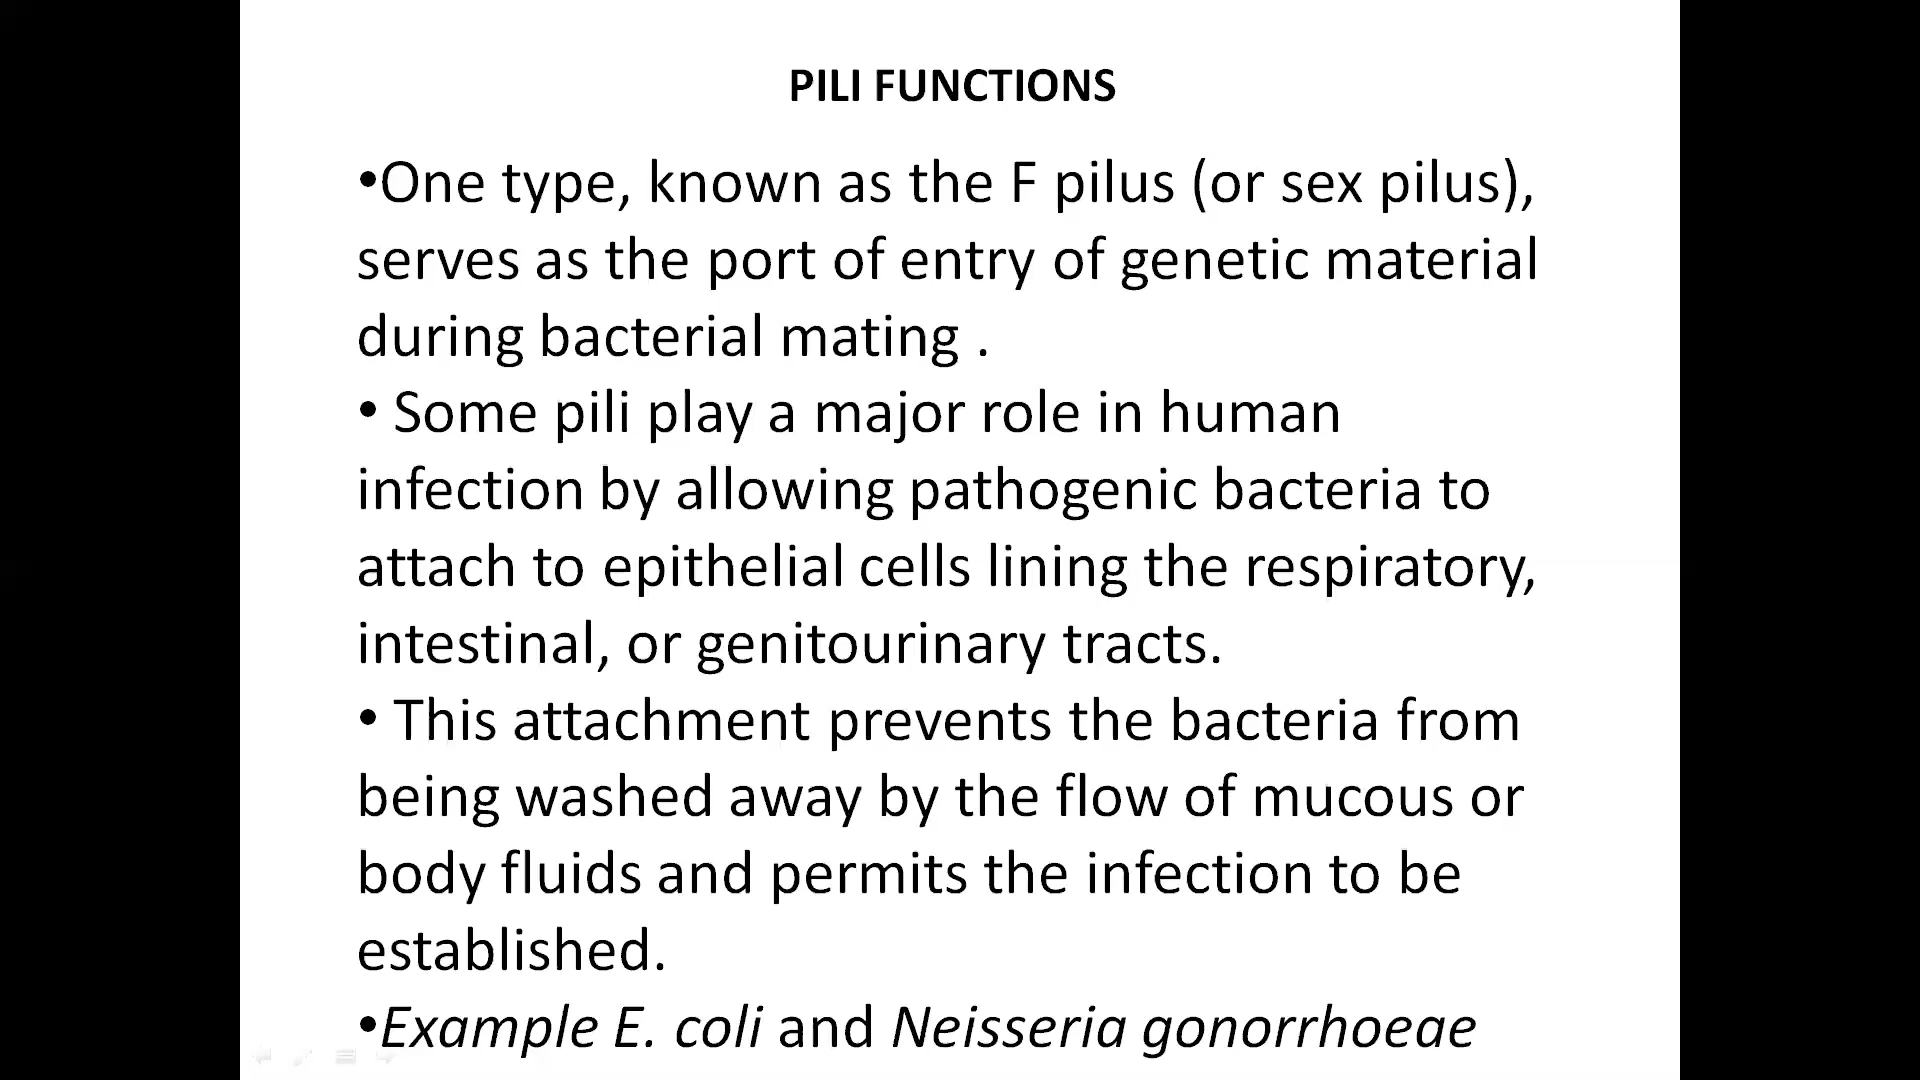 PILI FUNCTIONS
•One type, known as the F pilus (or sex pilus),
serves as the port of entry of genetic material
during bacterial mating .
• Some pili play a major role in human
infection by allowing pathogenic bacteria to
attach to epithelial cells lining the respiratory,
intestinal, or genitourinary tracts.
• This attachment prevents the bacteria from
being washed away by the flow of mucous or
body fluids and permits the infection to be
established.
•Example E. coli and Neisseria gonorrhoeae